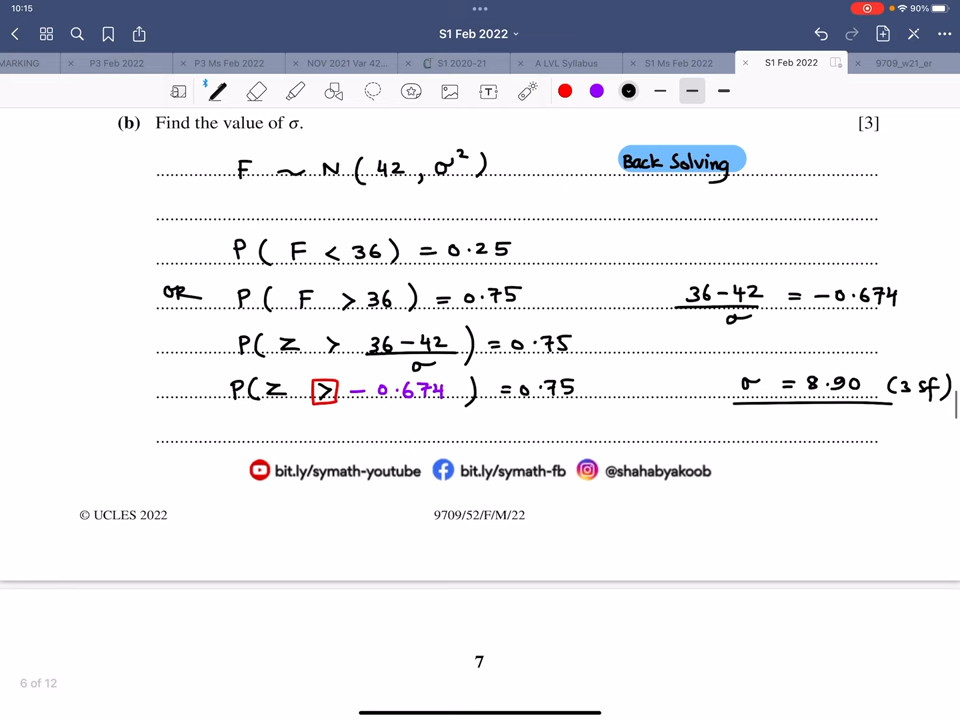 10:15
90%
S1 Feb 2022
MARKING
P3 Feb 2022
P3 Ms Feb 2022
NOV 2021 Var 42...
S1 2020-21
A LVL Syllabus
S1 Ms Feb 2022
S1 Feb 2022
9709_w21_er
(b) Find the value of σ. [3]
F ~ N ( 42 , σ² )
Back Solving
P ( F < 36 ) = 0.25
OR P ( F > 36 ) = 0.75
36 - 42 / σ = -0.674
P( Z > 36 - 42 / σ ) = 0.75
P( Z > - 0.674 ) = 0.75
σ = 8.90 (3 sf)
bit.ly/symath-youtube bit.ly/symath-fb @shahabyakoob
© UCLES 2022 9709/52/F/M/22
7
6 of 12